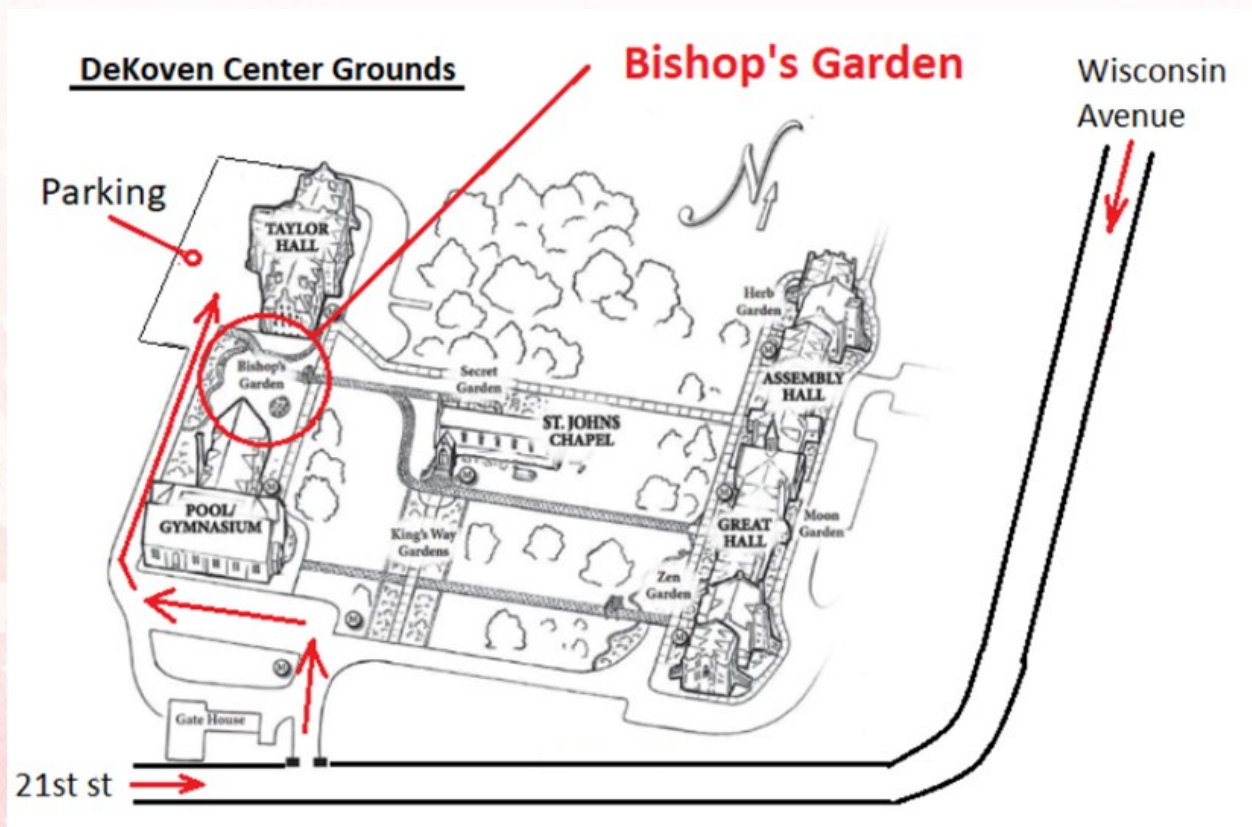 DeKoven Center Grounds
Bishop's Garden
Wisconsin
Avenue
N
Parking
TAYLOR
HALL
Herb
Garden
Bishop's
Garden
Secret
Garden
ASSEMBLY
HALL
ST. JOHNS
CHAPEL
POOL/
GYMNASIUM
King's Way
Gardens
GREAT
HALL
Moon
Garden
Zen
Garden
M
M
M
M
M
M
M
Gate House
21st st